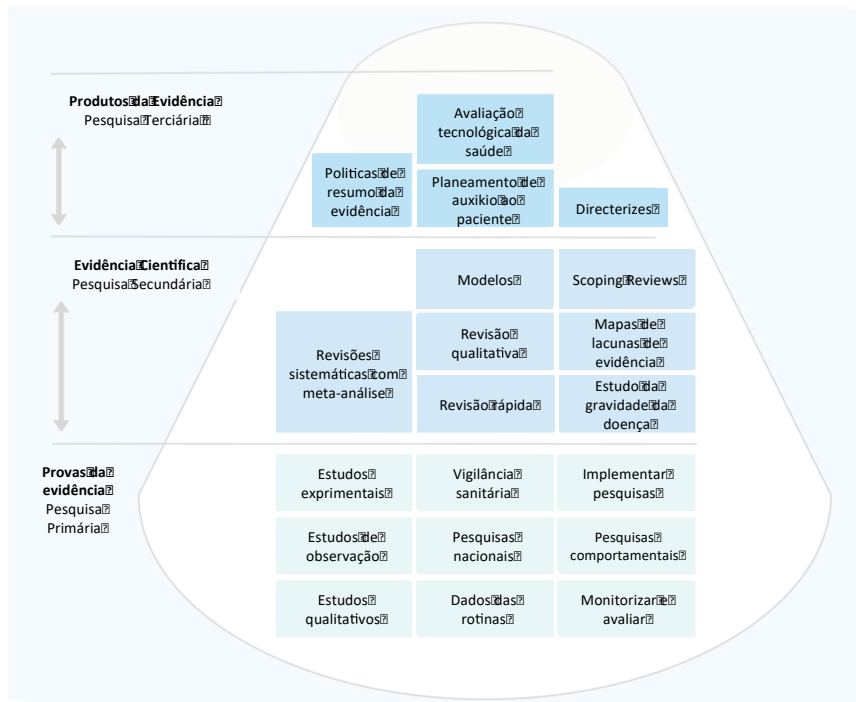 Produtos da Evidência
Pesquisa Terciária
Avaliação
tecnológica da
saúde
Politicas de
resumo da
evidência
Planeamento de
auxikio ao
paciente
Directerizes
Evidência Cientifica
Pesquisa Secundária
Modelos
Scoping Reviews
Revisões
sistemáticas com
meta-análise
Revisão
qualitativa
Mapas de
lacunas de
evidência
Revisão rápida
Estudo da
gravidade da
doença
Provas da
evidência
Pesquisa
Primária
Estudos
exprimentais
Vigilância
sanitária
Implementar
pesquisas
Estudos de
observação
Pesquisas
nacionais
Pesquisas
comportamentais
Estudos
qualitativos
Dados das
rotinas
Monitorizar e
avaliar